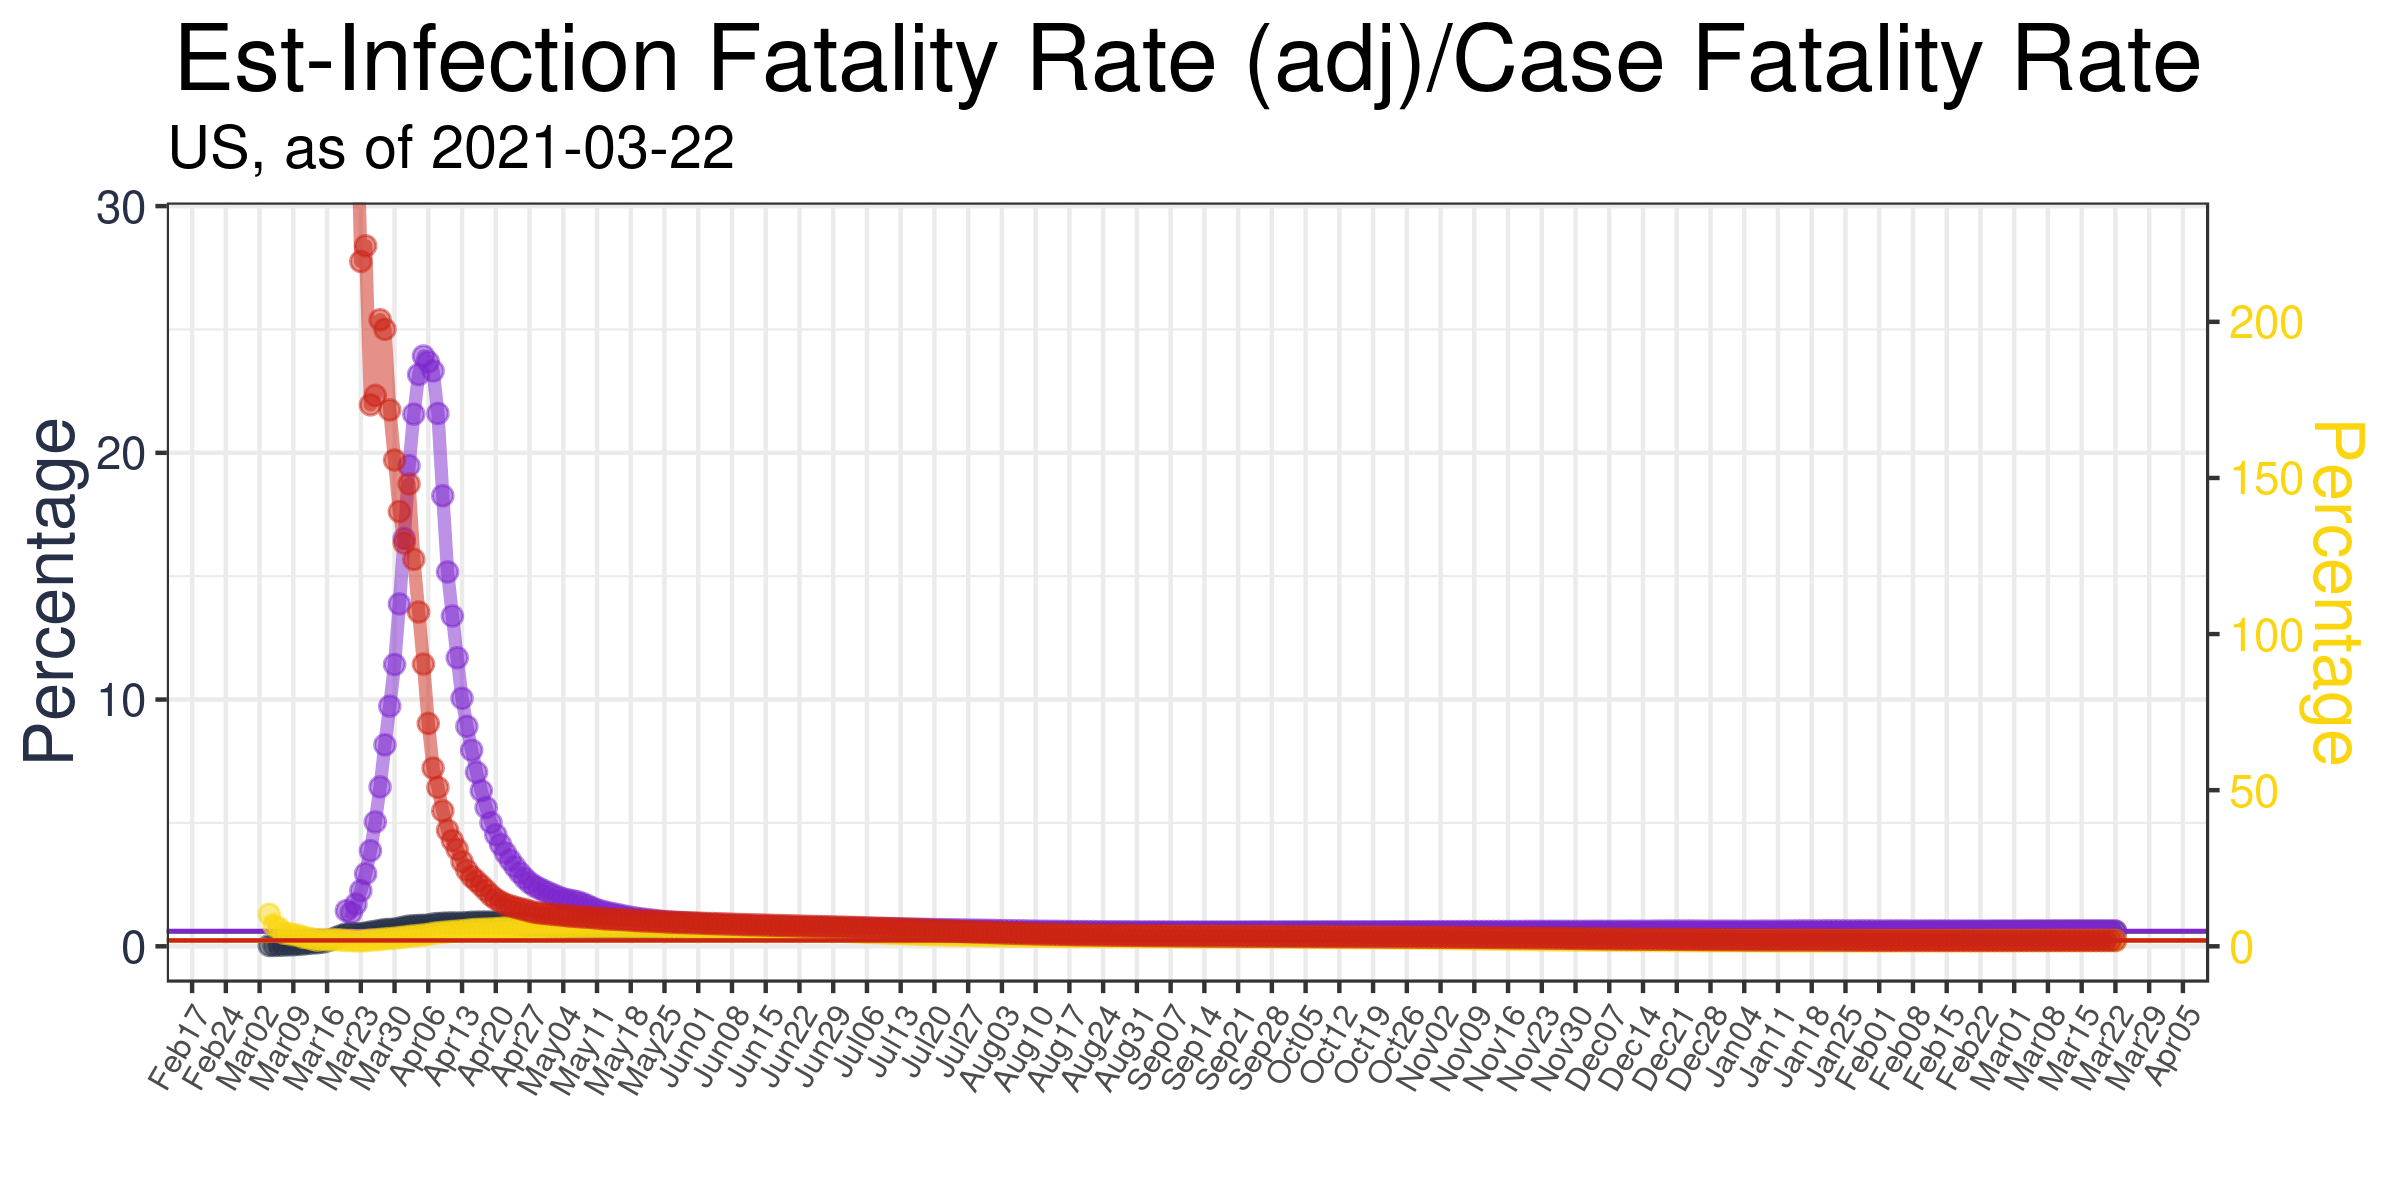 Est-Infection Fatality Rate (adj)/Case Fatality Rate
US, as of 2021-03-22
Percentage
30
20
10
0
200
150
100
50
0
Percentage
Feb17
Feb24
Mar02
Mar09
Mar16
Mar23
Mar30
Apr06
Apr13
Apr20
Apr27
May04
May11
May18
May25
Jun01
Jun08
Jun15
Jun22
Jun29
Jul06
Jul13
Jul20
Jul27
Aug03
Aug10
Aug17
Aug24
Aug31
Sep07
Sep14
Sep21
Sep28
Oct05
Oct12
Oct19
Oct26
Nov02
Nov09
Nov16
Nov23
Nov30
Dec07
Dec14
Dec21
Dec28
Dec04
Jan11
Jan18
Jan25
Feb01
Feb08
Feb15
Feb22
Mar01
Mar08
Mar15
Mar22
Mar29
Apr05